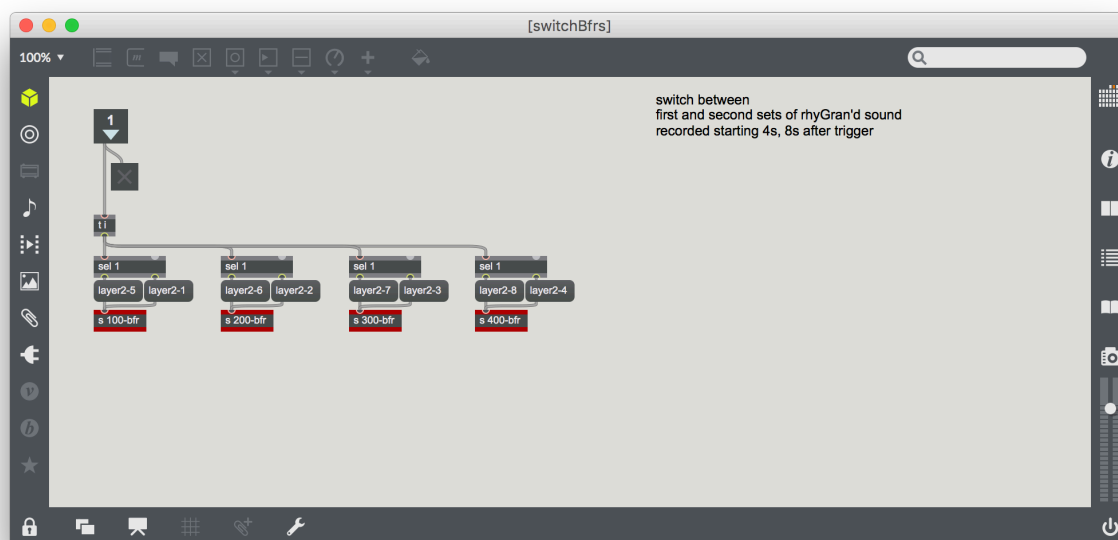 [switchBfrs]
100% ▼
switch between
first and second sets of rhyGran'd sound
recorded starting 4s, 8s after trigger
1
t i
sel 1 sel 1 sel 1 sel 1
layer2-5 layer2-1 layer2-6 layer2-2 layer2-7 layer2-3 layer2-8 layer2-4
s 100-bfr s 200-bfr s 300-bfr s 400-bfr